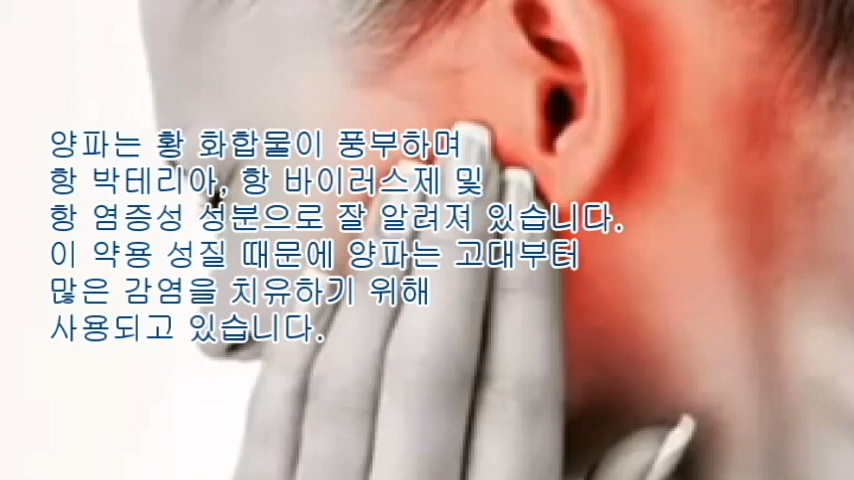 양파는 황 화합물이 풍부하며
항 박테리아, 항 바이러스제 및
항 염증성 성분으로 잘 알려져 있습니다.
이 약용 성질 때문에 양파는 고대부터
많은 감염을 치유하기 위해
사용되고 있습니다.